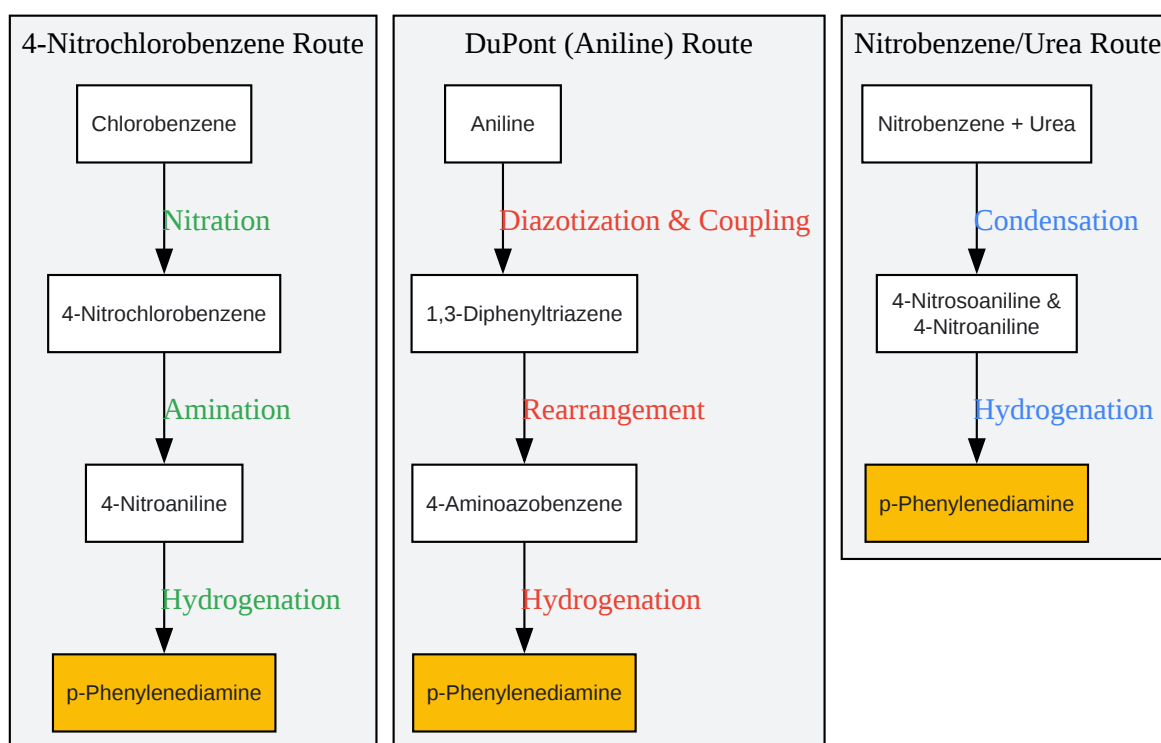 4-Nitrochlorobenzene Route
Chlorobenzene
Nitration
4-Nitrochlorobenzene
Amination
4-Nitroaniline
Hydrogenation
p-Phenylenediamine
DuPont (Aniline) Route
Aniline
Diazotization & Coupling
1,3-Diphenyltriazene
Rearrangement
4-Aminoazobenzene
Hydrogenation
p-Phenylenediamine
Nitrobenzene/Urea Route
Nitrobenzene + Urea
Condensation
4-Nitrosoaniline &
4-Nitroaniline
Hydrogenation
p-Phenylenediamine